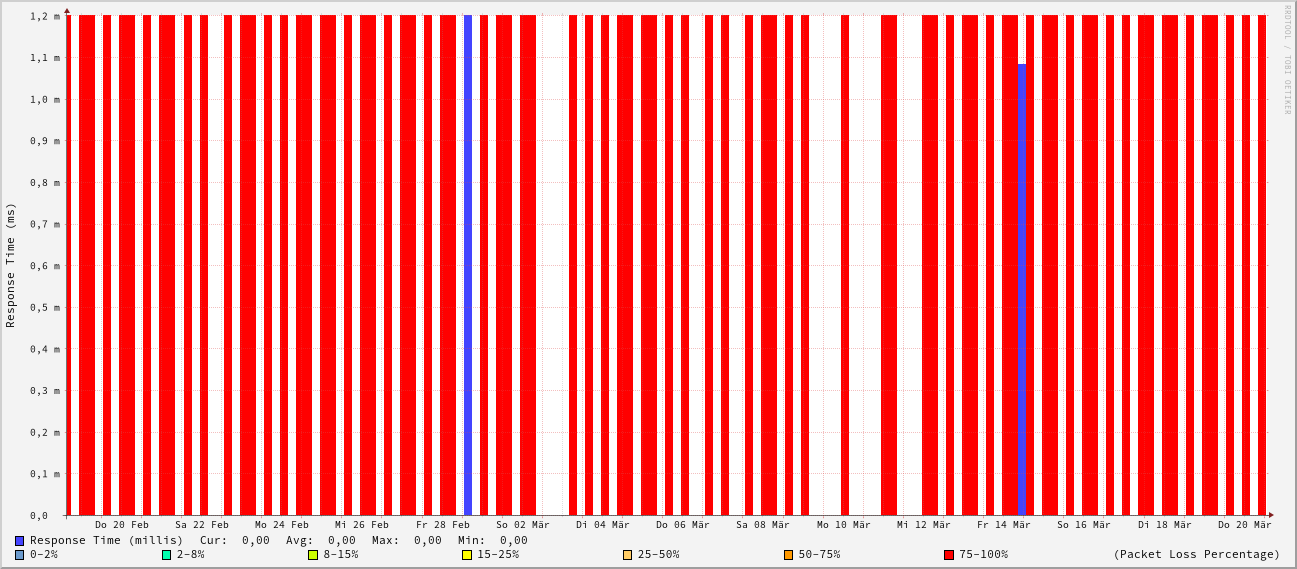 1,2 m
1,1 m
1,0 m
0,9 m
0,8 m
0,7 m
0,6 m
0,5 m
0,4 m
0,3 m
0,2 m
0,1 m
0,0
Response Time (ms)
RRDTOOL / TOBI OETIKER
Do 20 Feb Sa 22 Feb Mo 24 Feb Mi 26 Feb Fr 28 Feb So 02 Mär Di 04 Mär Do 06 Mär Sa 08 Mär Mo 10 Mär Mi 12 Mär Fr 14 Mär So 16 Mär Di 18 Mär Do 20 Mär
Response Time (millis) Cur: 0,00 Avg: 0,00 Max: 0,00 Min: 0,00
0-2% 2-8% 8-15% 15-25% 25-50% 50-75% 75-100% (Packet Loss Percentage)